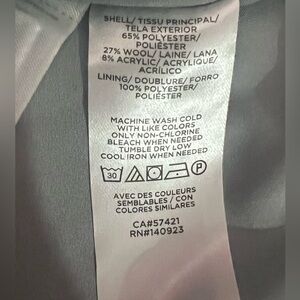 SHELL/ TISSU PRINCIPAL/
TELA EXTERIOR
65% POLYESTER/
POLIÉSTER
27% WOOL/ LAINE/ LANA
8% ACRYLIC/ ACRYLIQUE/
ACRÍLICO
LINING/ DOUBLURE/ FORRO
100% POLYESTER/
POLIÉSTER
MACHINE WASH COLD
WITH LIKE COLORS
ONLY NON-CHLORINE
BLEACH WHEN NEEDED
TUMBLE DRY LOW
COOL IRON WHEN NEEDED
30 P
AVEC DES COULEURS
SEMBLABLES / CON
COLORES SIMILARES
CA#57421
RN#140923